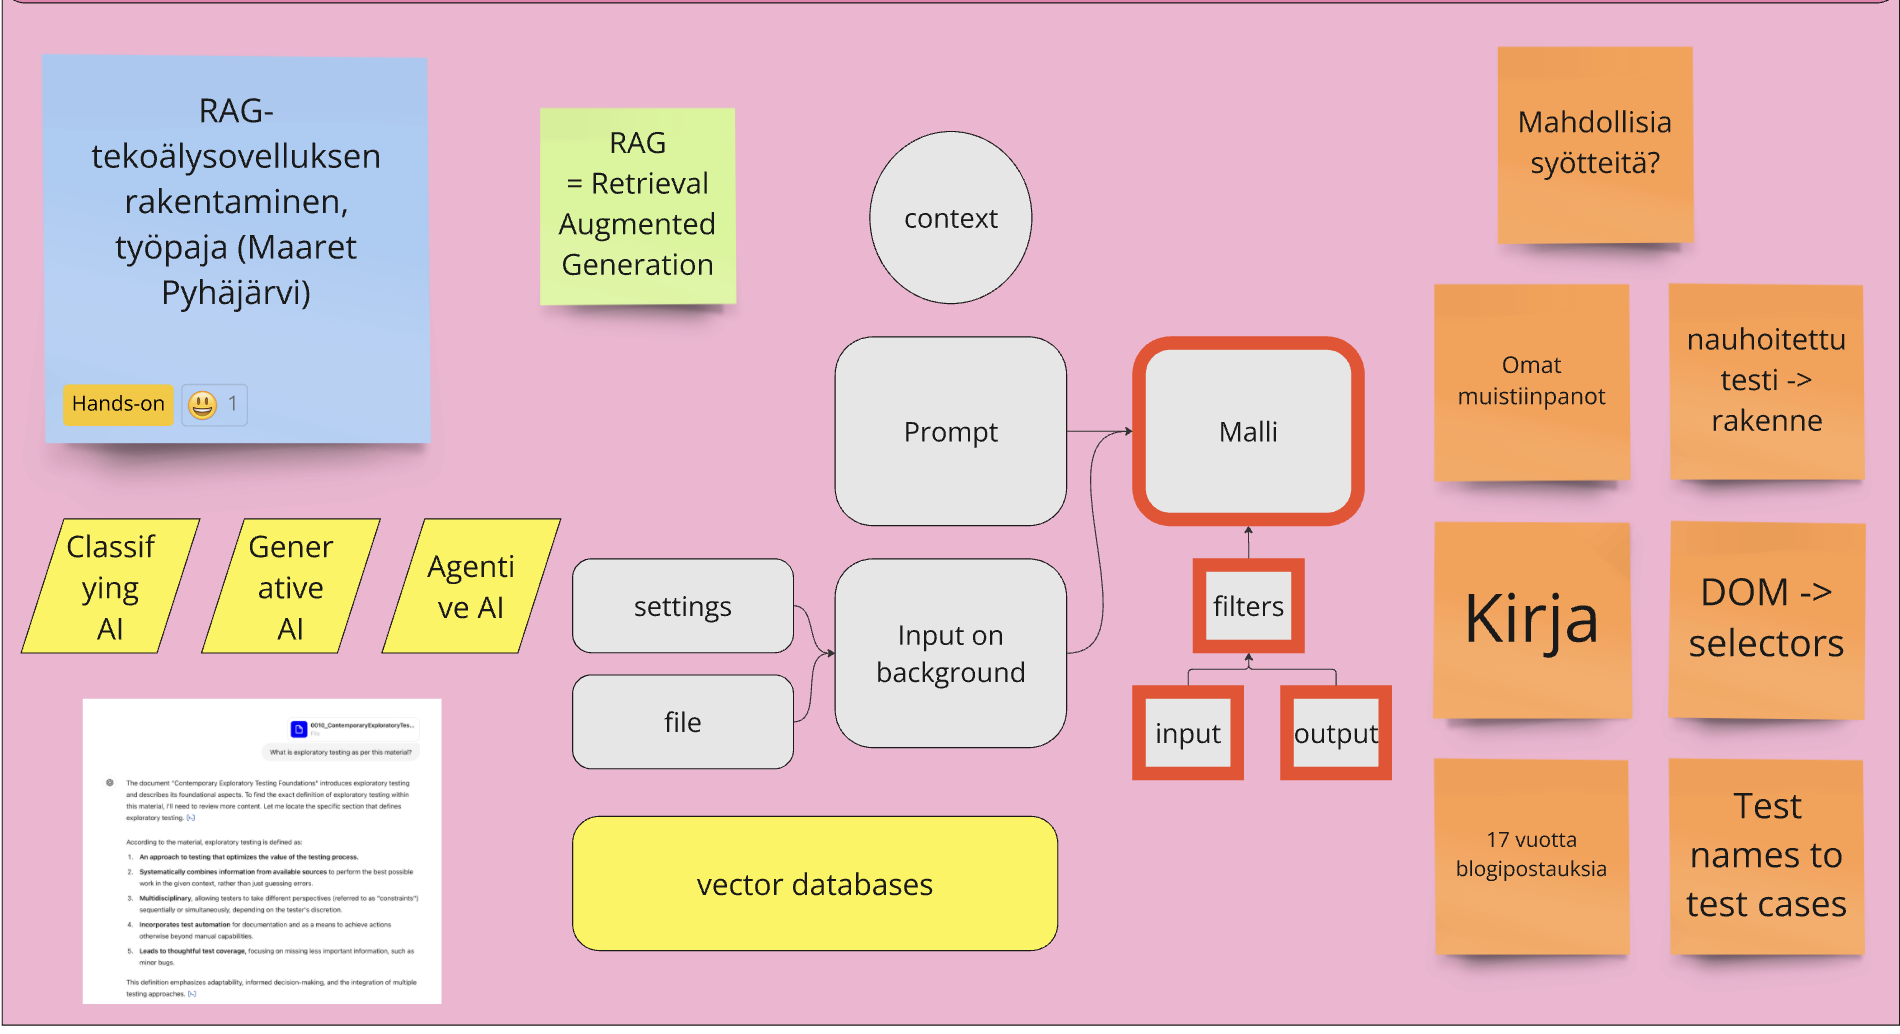 RAG-
tekoälysovelluksen
rakentaminen,
työpaja (Maaret
Pyhäjärvi)
Hands-on
1
RAG
= Retrieval
Augmented
Generation
context
Prompt
Malli
settings
file
Input on
background
filters
input
output
vector databases
Classif
ying
AI
Gener
ative
AI
Agenti
ve AI
0010_ContemporaryExploratoryTes...
File
What is exploratory testing as per this material?
The document "Contemporary Exploratory Testing Foundations" introduces exploratory testing
and describes its foundational aspects. To find the exact definition of exploratory testing within
this material, I'll need to review more content. Let me locate the specific section that defines
exploratory testing. [>-]
According to the material, exploratory testing is defined as:
1. An approach to testing that optimizes the value of the testing process.
2. Systematically combines information from available sources to perform the best possible
work in the given context, rather than just guessing errors.
3. Multidisciplinary, allowing testers to take different perspectives (referred to as "constraints")
sequentially or simultaneously, depending on the tester's discretion.
4. Incorporates test automation for documentation and as a means to achieve actions
otherwise beyond manual capabilities.
5. Leads to thoughtful test coverage, focusing on missing less important information, such as
minor bugs.
This definition emphasizes adaptability, informed decision-making, and the integration of multiple
testing approaches. [>-]
Mahdollisia
syötteitä?
Omat
muistiinpanot
nauhoitettu
testi ->
rakenne
Kirja
DOM ->
selectors
17 vuotta
blogipostauksia
Test
names to
test cases